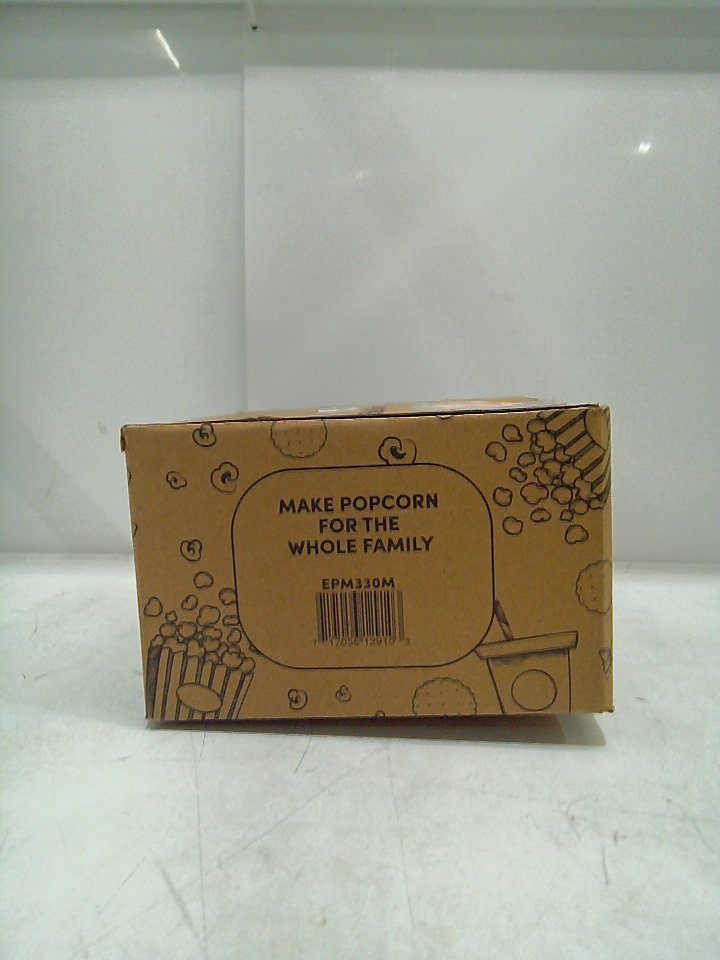 MAKE POPCORN
FOR THE
WHOLE FAMILY
EPM330M